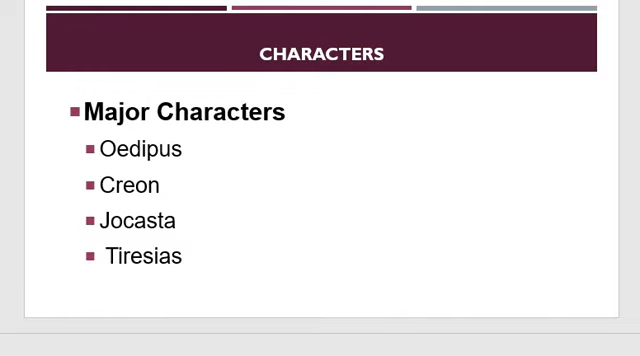 CHARACTERS
Major Characters
Oedipus
Creon
Jocasta
Tiresias